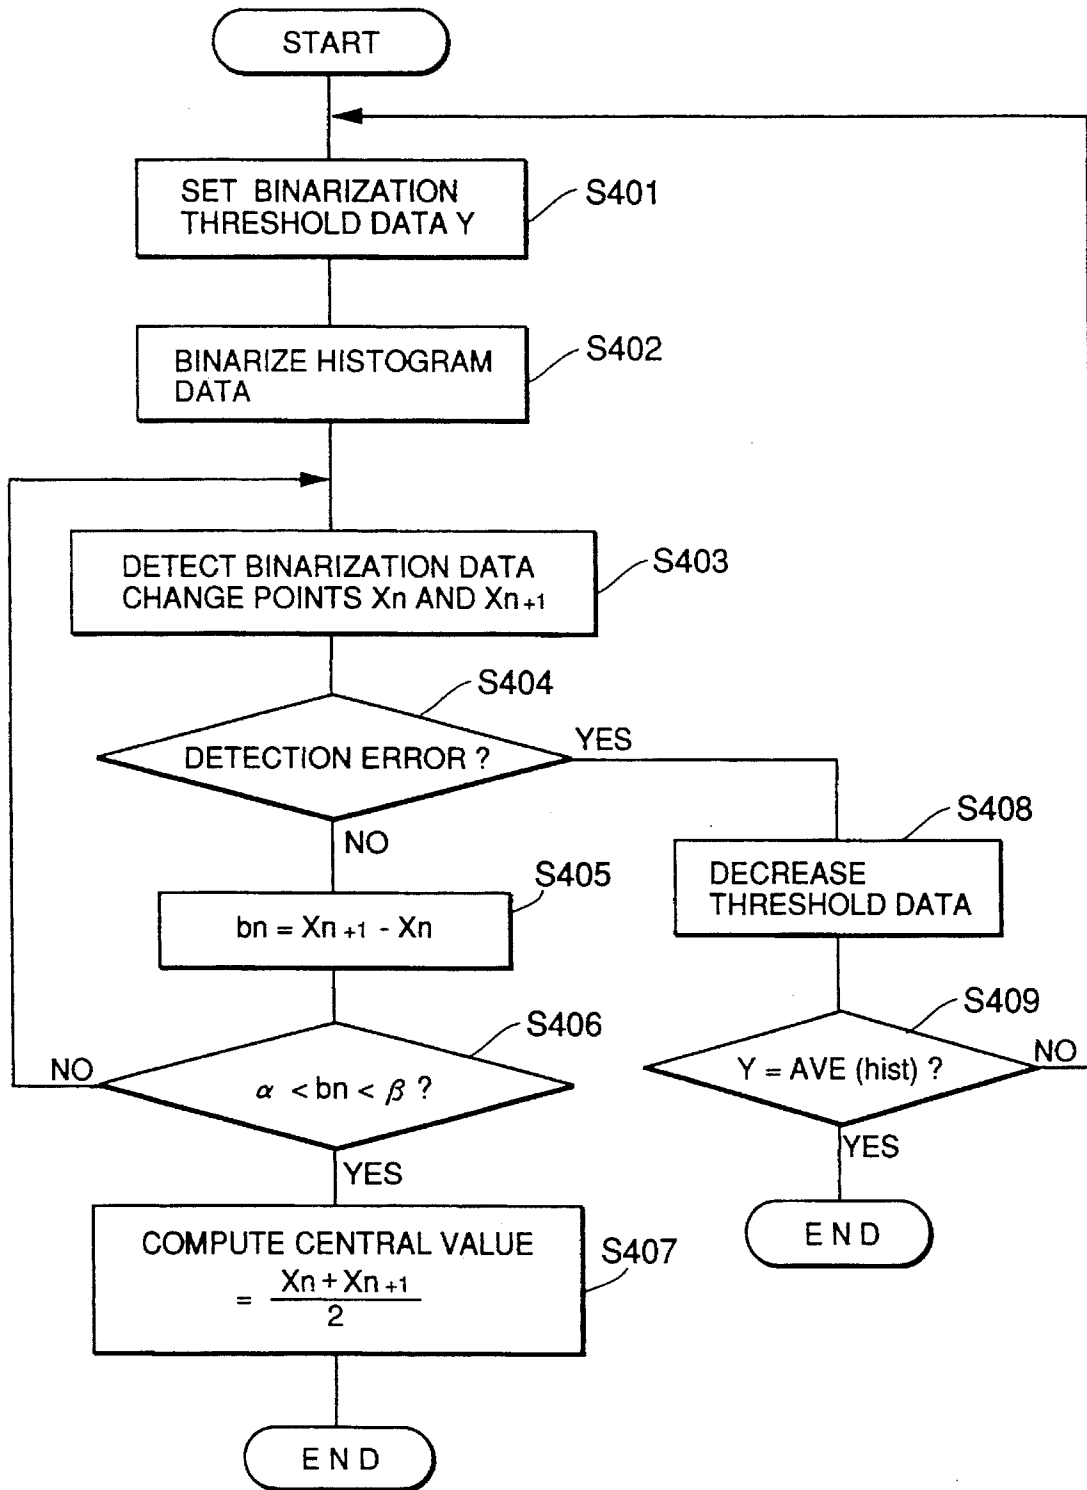 START
SET BINARIZATION
THRESHOLD DATA Y
S401
BINARIZE HISTOGRAM
DATA
S402
DETECT BINARIZATION DATA
CHANGE POINTS Xn AND Xn+1
S403
S404
DETECTION ERROR ?
YES
NO
S405
bn = Xn+1 - Xn
S406
α < bn < β ?
NO
YES
COMPUTE CENTRAL VALUE
= Xn + Xn+1
2
S407
END
S408
DECREASE
THRESHOLD DATA
S409
Y = AVE (hist) ?
NO
YES
END